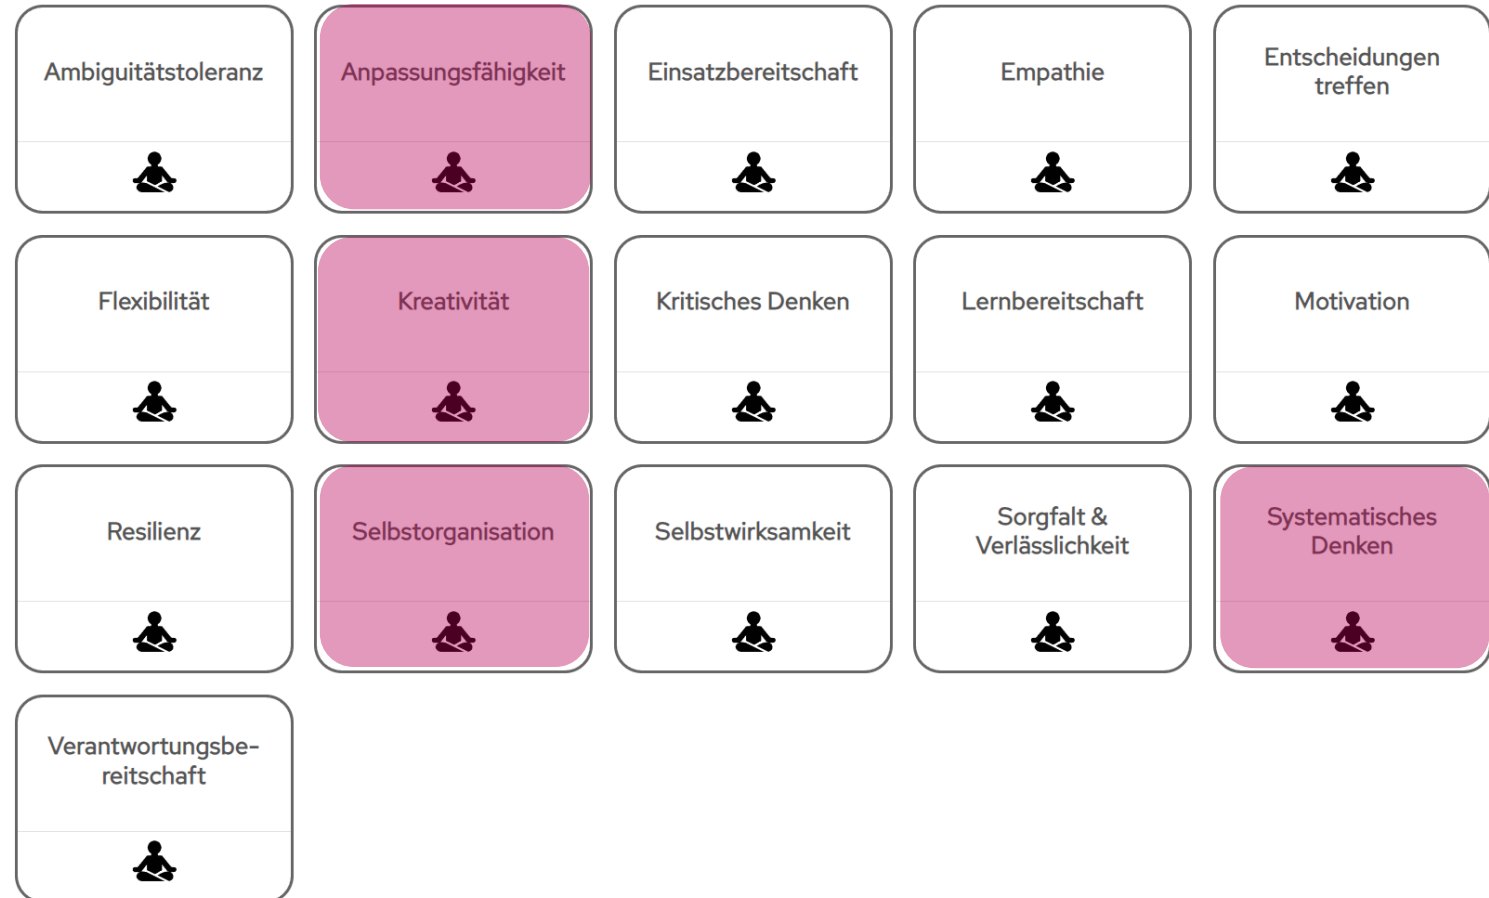 Ambiguitätstoleranz
Anpassungsfähigkeit
Einsatzbereitschaft
Empathie
Entscheidungen
treffen
Flexibilität
Kreativität
Kritisches Denken
Lernbereitschaft
Motivation
Resilienz
Selbstorganisation
Selbstwirksamkeit
Sorgfalt &
Verlässlichkeit
Systematisches
Denken
Verantwortungsbe-
reitschaft